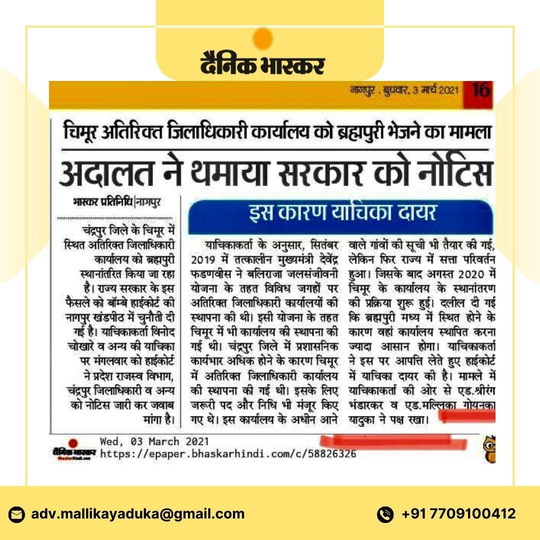 दैनिक भास्कर
नागपुर . बुधवार, 3 मार्च 2021 16
चिमूर अतिरिक्त जिलाधिकारी कार्यालय को ब्रह्मपुरी भेजने का मामला
अदालत ने थमाया सरकार को नोटिस
भास्कर प्रतिनिधि|नागपुर
चंद्रपुर जिले के चिमूर में
स्थित अतिरिक्त जिलाधिकारी
कार्यालय को ब्रह्मपुरी
स्थानांतरित किया जा रहा
है। राज्य सरकार के इस
फैसले को बॉम्बे हाईकोर्ट की
नागपुर खंडपीठ में चुनौती दी
गई है। याचिकाकर्ता विनोद
चोखारे व अन्य की याचिका
पर मंगलवार को हाईकोर्ट
ने प्रदेश राजस्व विभाग,
चंद्रपुर जिलाधिकारी व अन्य
को नोटिस जारी कर जवाब
मांगा है।
इस कारण याचिका दायर
याचिकाकर्ता के अनुसार, सितंबर
2019 में तत्कालीन मुख्यमंत्री देवेंद्र
फडणवीस ने बलिराजा जलसंजीवनी
योजना के तहत विविध जगहों पर
अतिरिक्त जिलाधिकारी कार्यालयों की
स्थापना की थी। इसी योजना के तहत
चिमूर में भी कार्यालय की स्थापना की
गई थी। चंद्रपुर जिले में प्रशासनिक
कार्यभार अधिक होने के कारण चिमूर
में अतिरिक्त जिलाधिकारी कार्यालय
की स्थापना की गई थी। इसके लिए
जरूरी पद और निधि भी मंजूर किए
गए थे। इस कार्यालय के अधीन आने
वाले गांवों की सूची भी तैयार की गई,
लेकिन फिर राज्य में सत्ता परिवर्तन
हुआ। जिसके बाद अगस्त 2020 में
चिमूर के कार्यालय के स्थानांतरण
की प्रक्रिया शुरू हुई। दलील दी गई
कि ब्रह्मपुरी मध्य में स्थित होने के
कारण वहां कार्यालय स्थापित करना
ज्यादा आसान होगा। याचिकाकर्ता
ने इस पर आपत्ति लेते हुए हाईकोर्ट
में याचिका दायर की है। मामले में
याचिकाकर्ता की ओर से एड.श्रीरंग
भंडारकर व एड.मल्लिका गोयनका
यादुका ने पक्ष रखा।
दैनिक भास्कर
BhaskarHindi.com
Wed, 03 March 2021
https://epaper.bhaskarhindi.com/c/58826326
adv.mallikayaduka@gmail.com
+91 7709100412